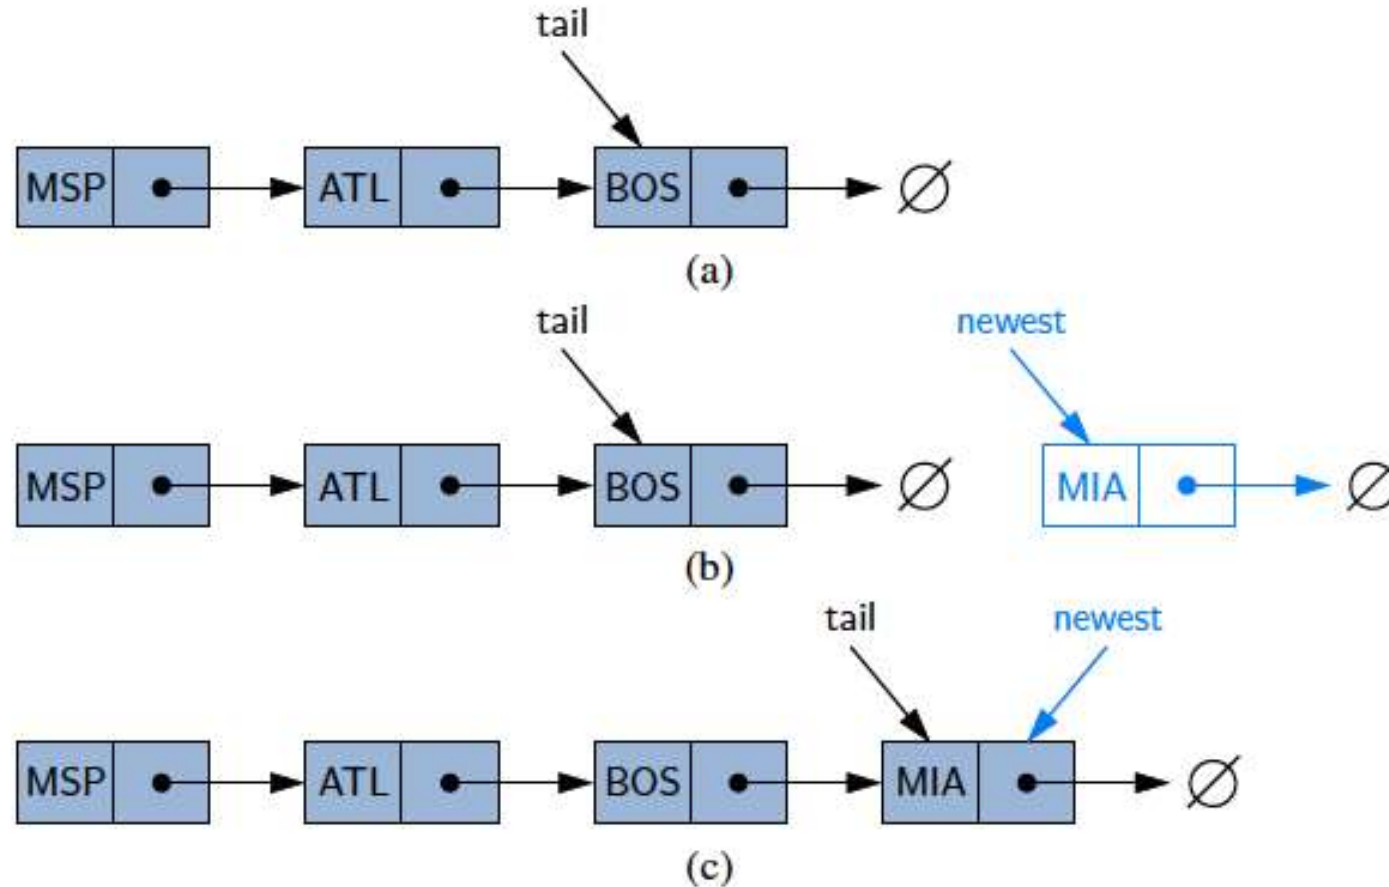 tail
MSP ATL BOS ∅
(a)
tail newest
MSP ATL BOS ∅ MIA ∅
(b)
tail newest
MSP ATL BOS MIA ∅
(c)